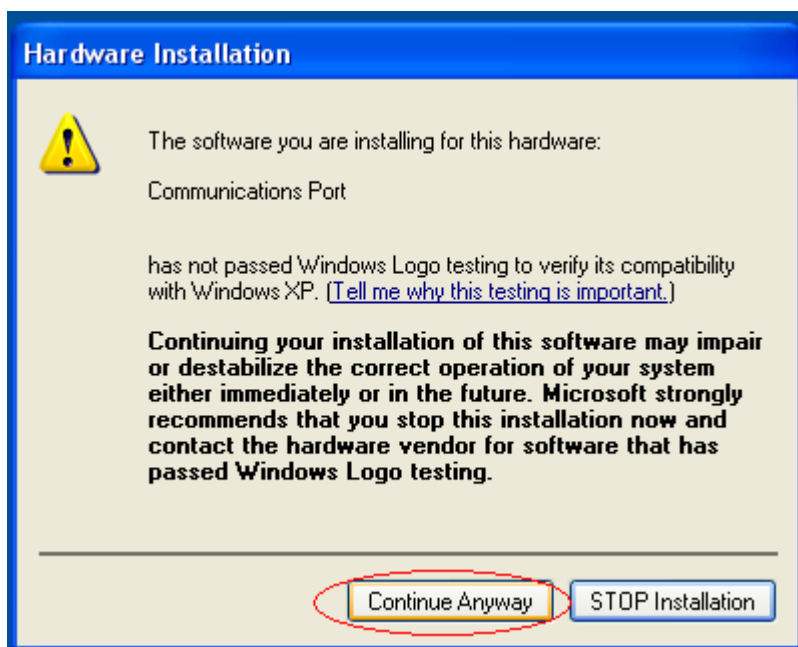 Hardware Installation
The software you are installing for this hardware:
Communications Port
has not passed Windows Logo testing to verify its compatibility
with Windows XP. (Tell me why this testing is important.)
Continuing your installation of this software may impair
or destabilize the correct operation of your system
either immediately or in the future. Microsoft strongly
recommends that you stop this installation now and
contact the hardware vendor for software that has
passed Windows Logo testing.
Continue Anyway STOP Installation